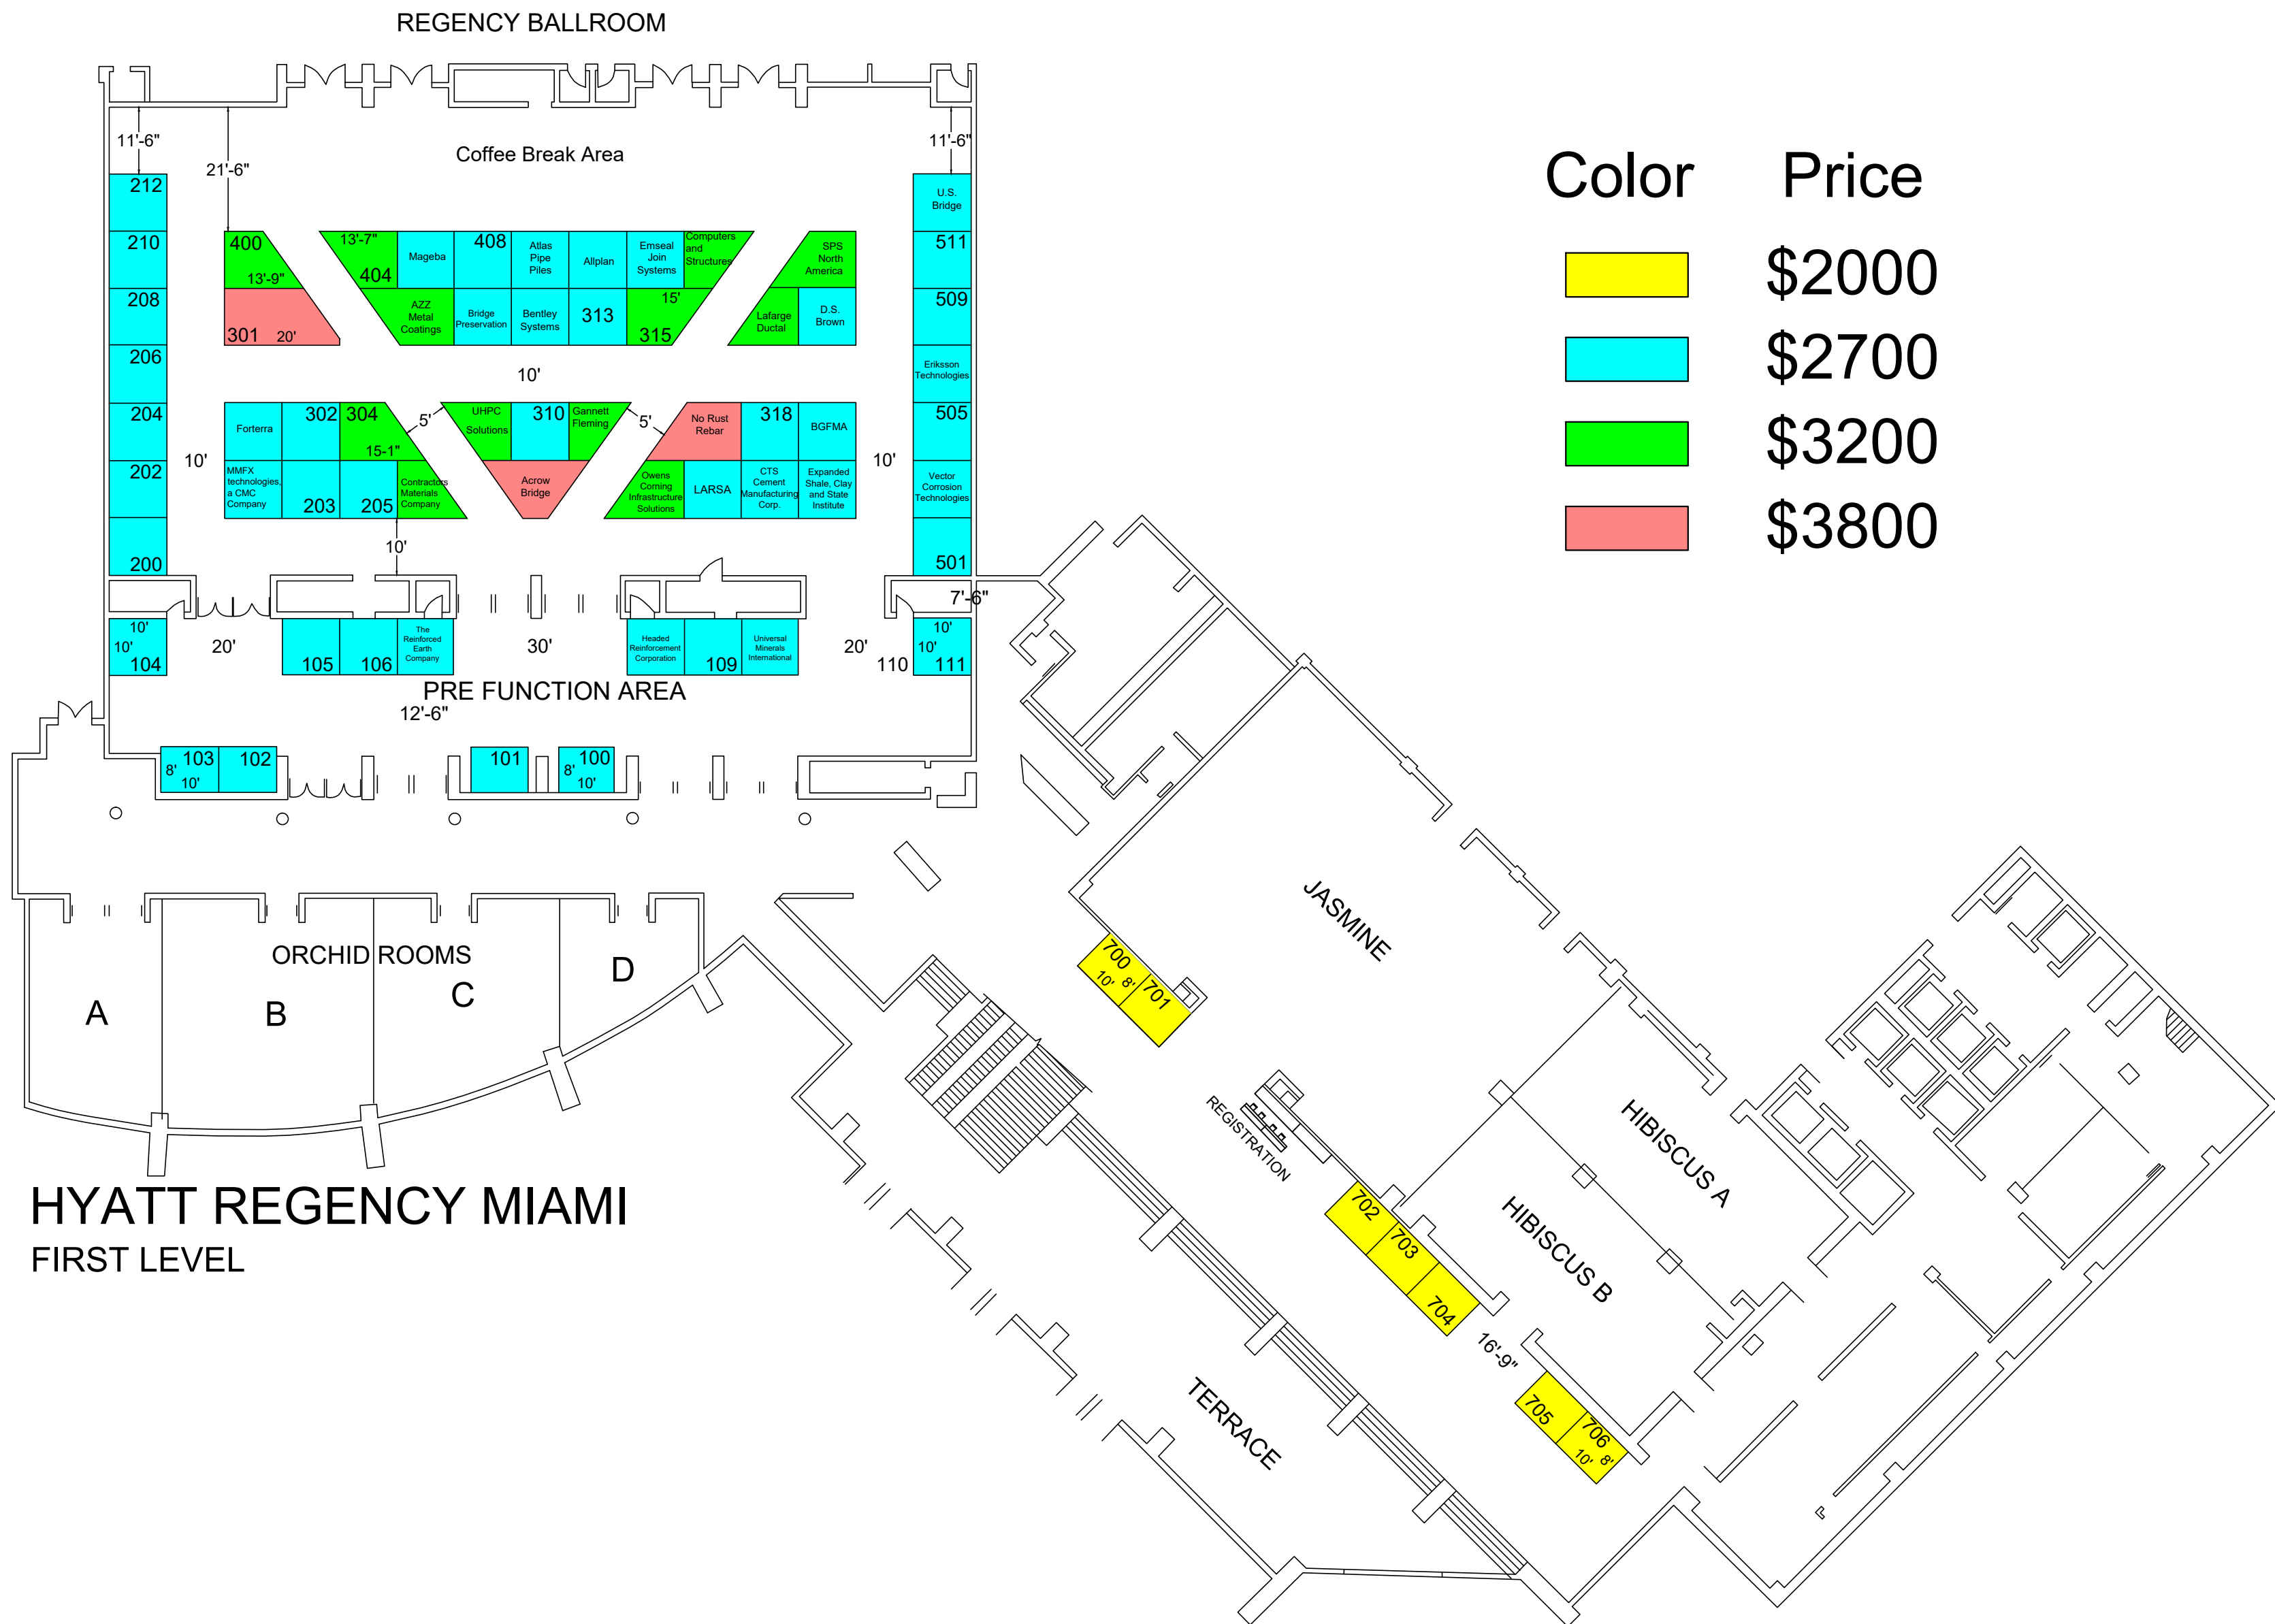 REGENCY BALLROOM
11'-6"
21'-6"
Coffee Break Area
11'-6"
Color Price
$2000
$2700
$3200
$3800
212
210
208
206
204
202
200
400
13'-9"
301 20'
13'-7"
404
Mageba
408
Atlas
Pipe
Piles
Allplan
Emseal
Join
Systems
Computers
and
Structures
AZZ
Metal
Coatings
Bridge
Preservation
Bentley
Systems
313
15'
315
SPS
North
America
Lafarge
Ductal
D.S.
Brown
U.S.
Bridge
511
509
Eriksson
Technologies
505
Vector
Corrosion
Technologies
501
10'
Forterra
302
304
15-1"
5'
UHPC
Solutions
310
Gannett
Fleming
5'
No Rust
Rebar
318
BGFMA
10'
10'
MMFX
technologies,
a CMC
Company
203
205
Contractors
Materials
Company
Acrow
Bridge
Owens
Corning
Infrastructure
Solutions
LARSA
CTS
Cement
Manufacturing
Corp.
Expanded
Shale, Clay
and State
Institute
10'
7'-6"
10'
10'
104
20'
105
106
The
Reinforced
Earth
Company
30'
Headed
Reinforcement
Corporation
109
Universal
Minerals
International
20'
110
10'
10'
111
PRE FUNCTION AREA
12'-6"
103
8'
10'
102
101
100
8'
10'
ORCHID ROOMS
A
B
C
D
HYATT REGENCY MIAMI
FIRST LEVEL
JASMINE
700
10'
8'
701
REGISTRATION
HIBISCUS A
HIBISCUS B
702
703
704
16'-9"
705
706
10'
8'
TERRACE